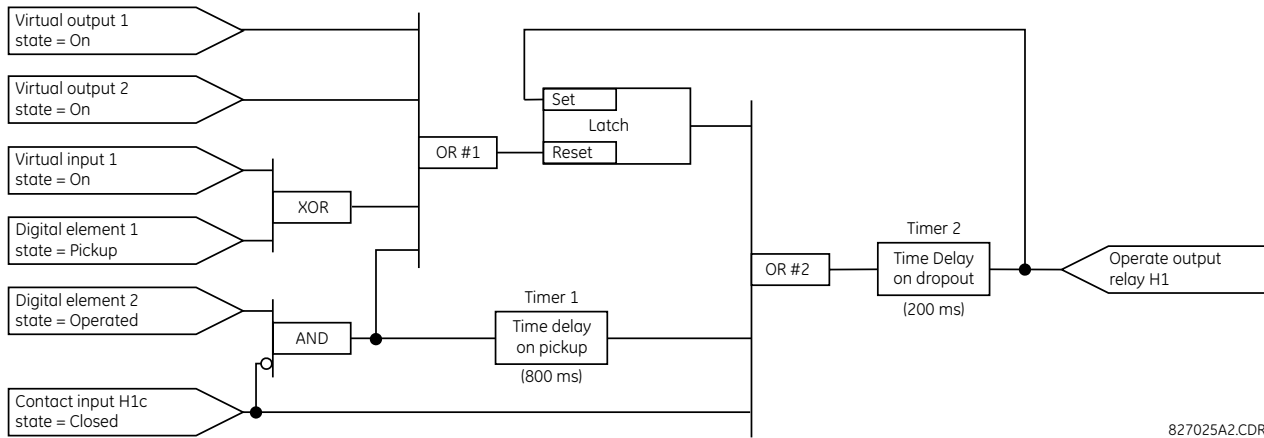 Virtual output 1
state = On
Virtual output 2
state = On
Virtual input 1
state = On
Digital element 1
state = Pickup
Digital element 2
state = Operated
Contact input H1c
state = Closed
XOR
AND
OR #1
Set
Latch
Reset
Timer 1
Time delay
on pickup
(800 ms)
OR #2
Timer 2
Time Delay
on dropout
(200 ms)
Operate output
relay H1
827025A2.CDR